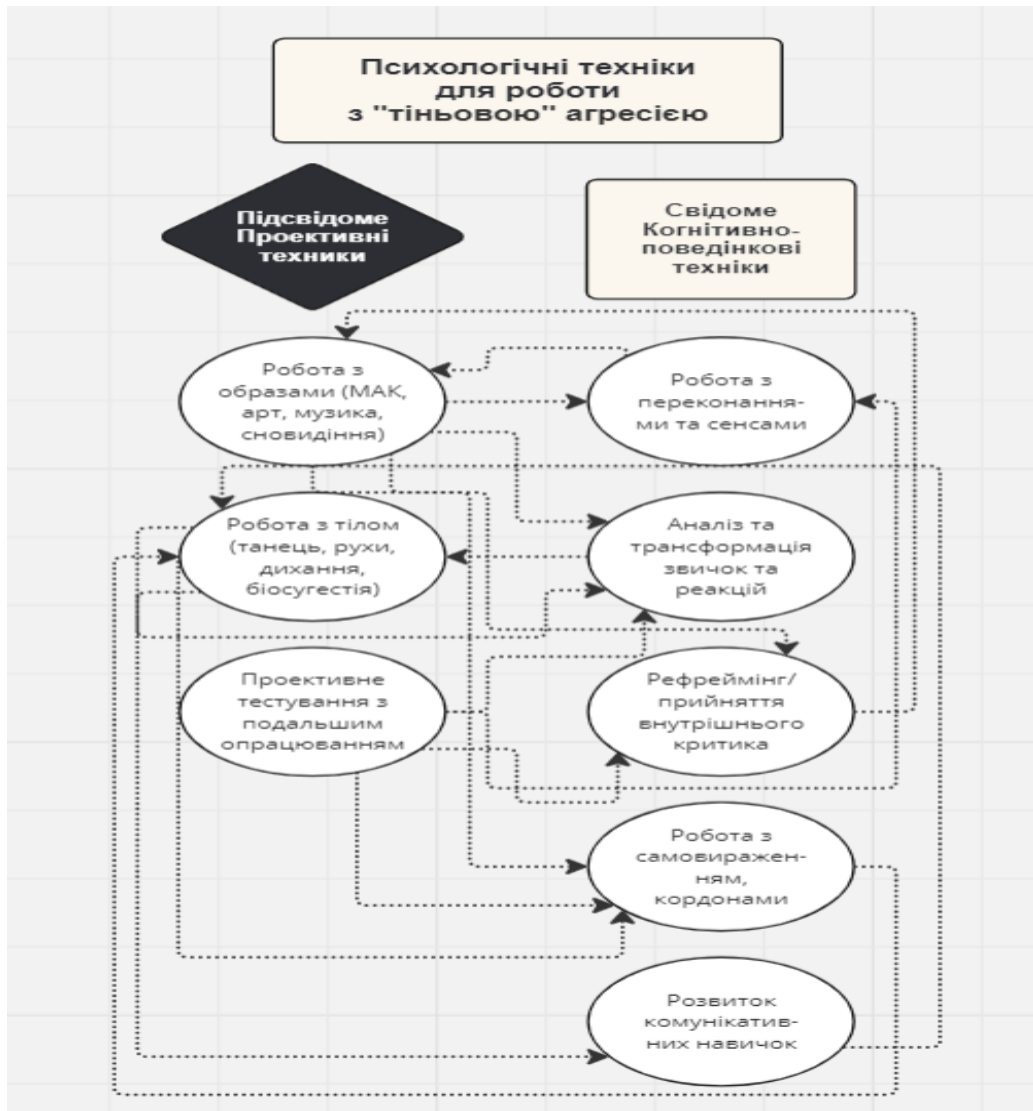 Психологічні техніки
для роботи
з "тіньовою" агресією
Підсвідоме
Проективні
техники
Свідоме
Когнітивно-
поведінкові
техніки
Робота з
образами (МАК,
арт, музика,
сновидіння)
Робота з
переконання-
ми та сенсами
Робота з тілом
(танець, рухи,
дихання,
біосугестія)
Аналіз та
трансформація
звичок та
реакцій
Проективне
тестування з
подальшим
опрацюванням
Рефреймінг/
прийняття
внутрішнього
критика
Робота з
самовиражен-
ням,
кордонами
Розвиток
комунікатив-
них навичок